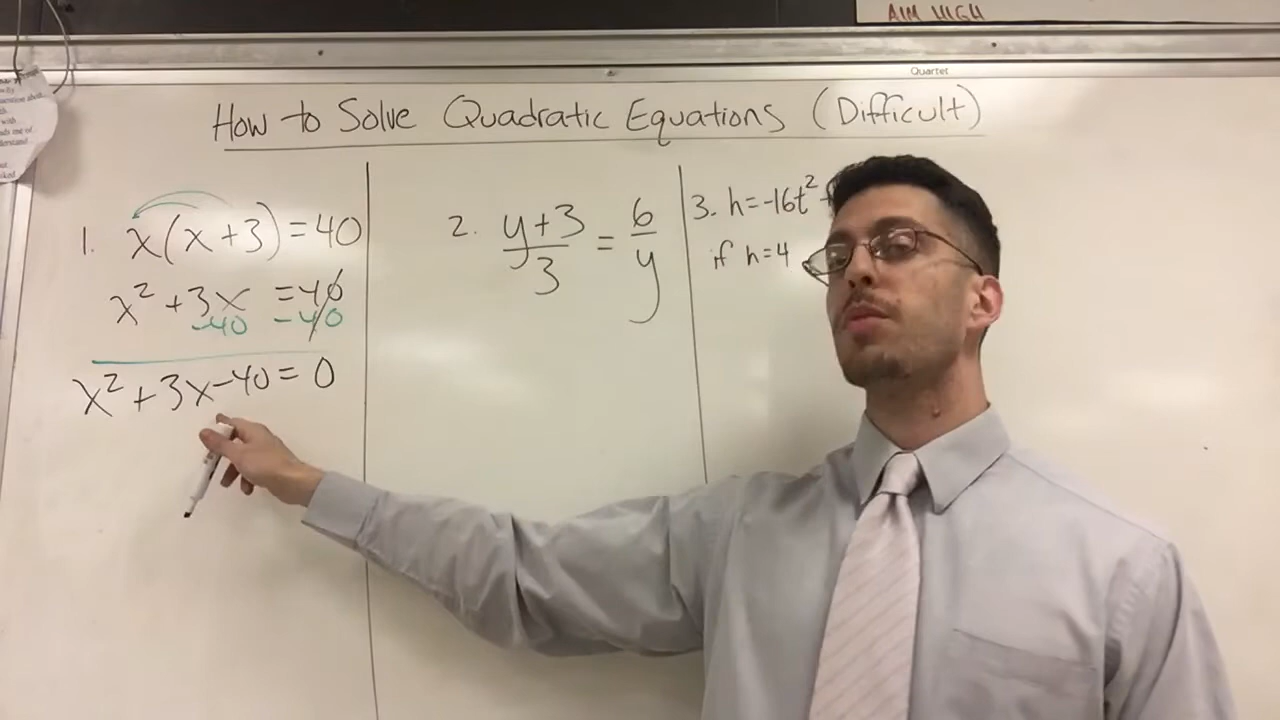 AIM HIGH
Quartet
How to Solve Quadratic Equations (Difficult)
1. x(x+3)=40
x² +3x =40
-40 -40
x²+3x-40=0
2. y+3/3 = 6/y
3. h=-16t²
if h=4